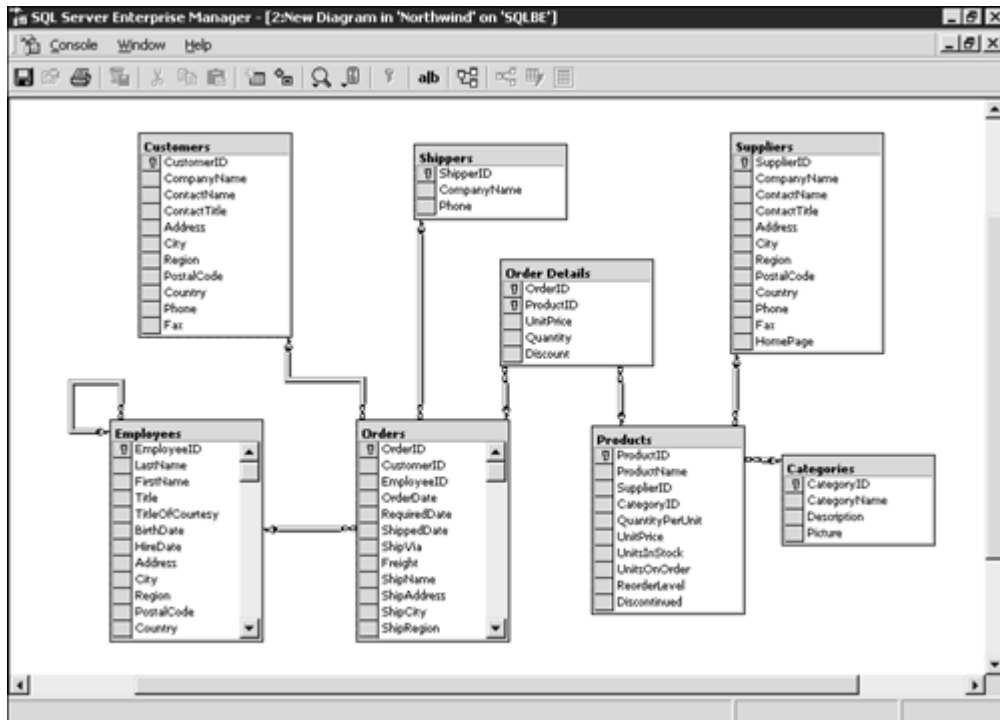 SQL Server Enterprise Manager - [2:New Diagram in 'Northwind' on 'SQLBE']
Console Window Help
a|b
Customers
CustomerID
CompanyName
ContactName
ContactTitle
Address
City
Region
PostalCode
Country
Phone
Fax
Shippers
ShipperID
CompanyName
Phone
Suppliers
SupplierID
CompanyName
ContactName
ContactTitle
Address
City
Region
PostalCode
Country
Phone
Fax
HomePage
Order Details
OrderID
ProductID
UnitPrice
Quantity
Discount
Employees
EmployeeID
LastName
FirstName
Title
TitleOfCourtesy
BirthDate
HireDate
Address
City
Region
PostalCode
Country
Orders
OrderID
CustomerID
EmployeeID
OrderDate
RequiredDate
ShippedDate
ShipVia
Freight
ShipName
ShipAddress
ShipCity
ShipRegion
Products
ProductID
ProductName
SupplierID
CategoryID
QuantityPerUnit
UnitPrice
UnitsInStock
UnitsOnOrder
ReorderLevel
Discontinued
Categories
CategoryID
CategoryName
Description
Picture